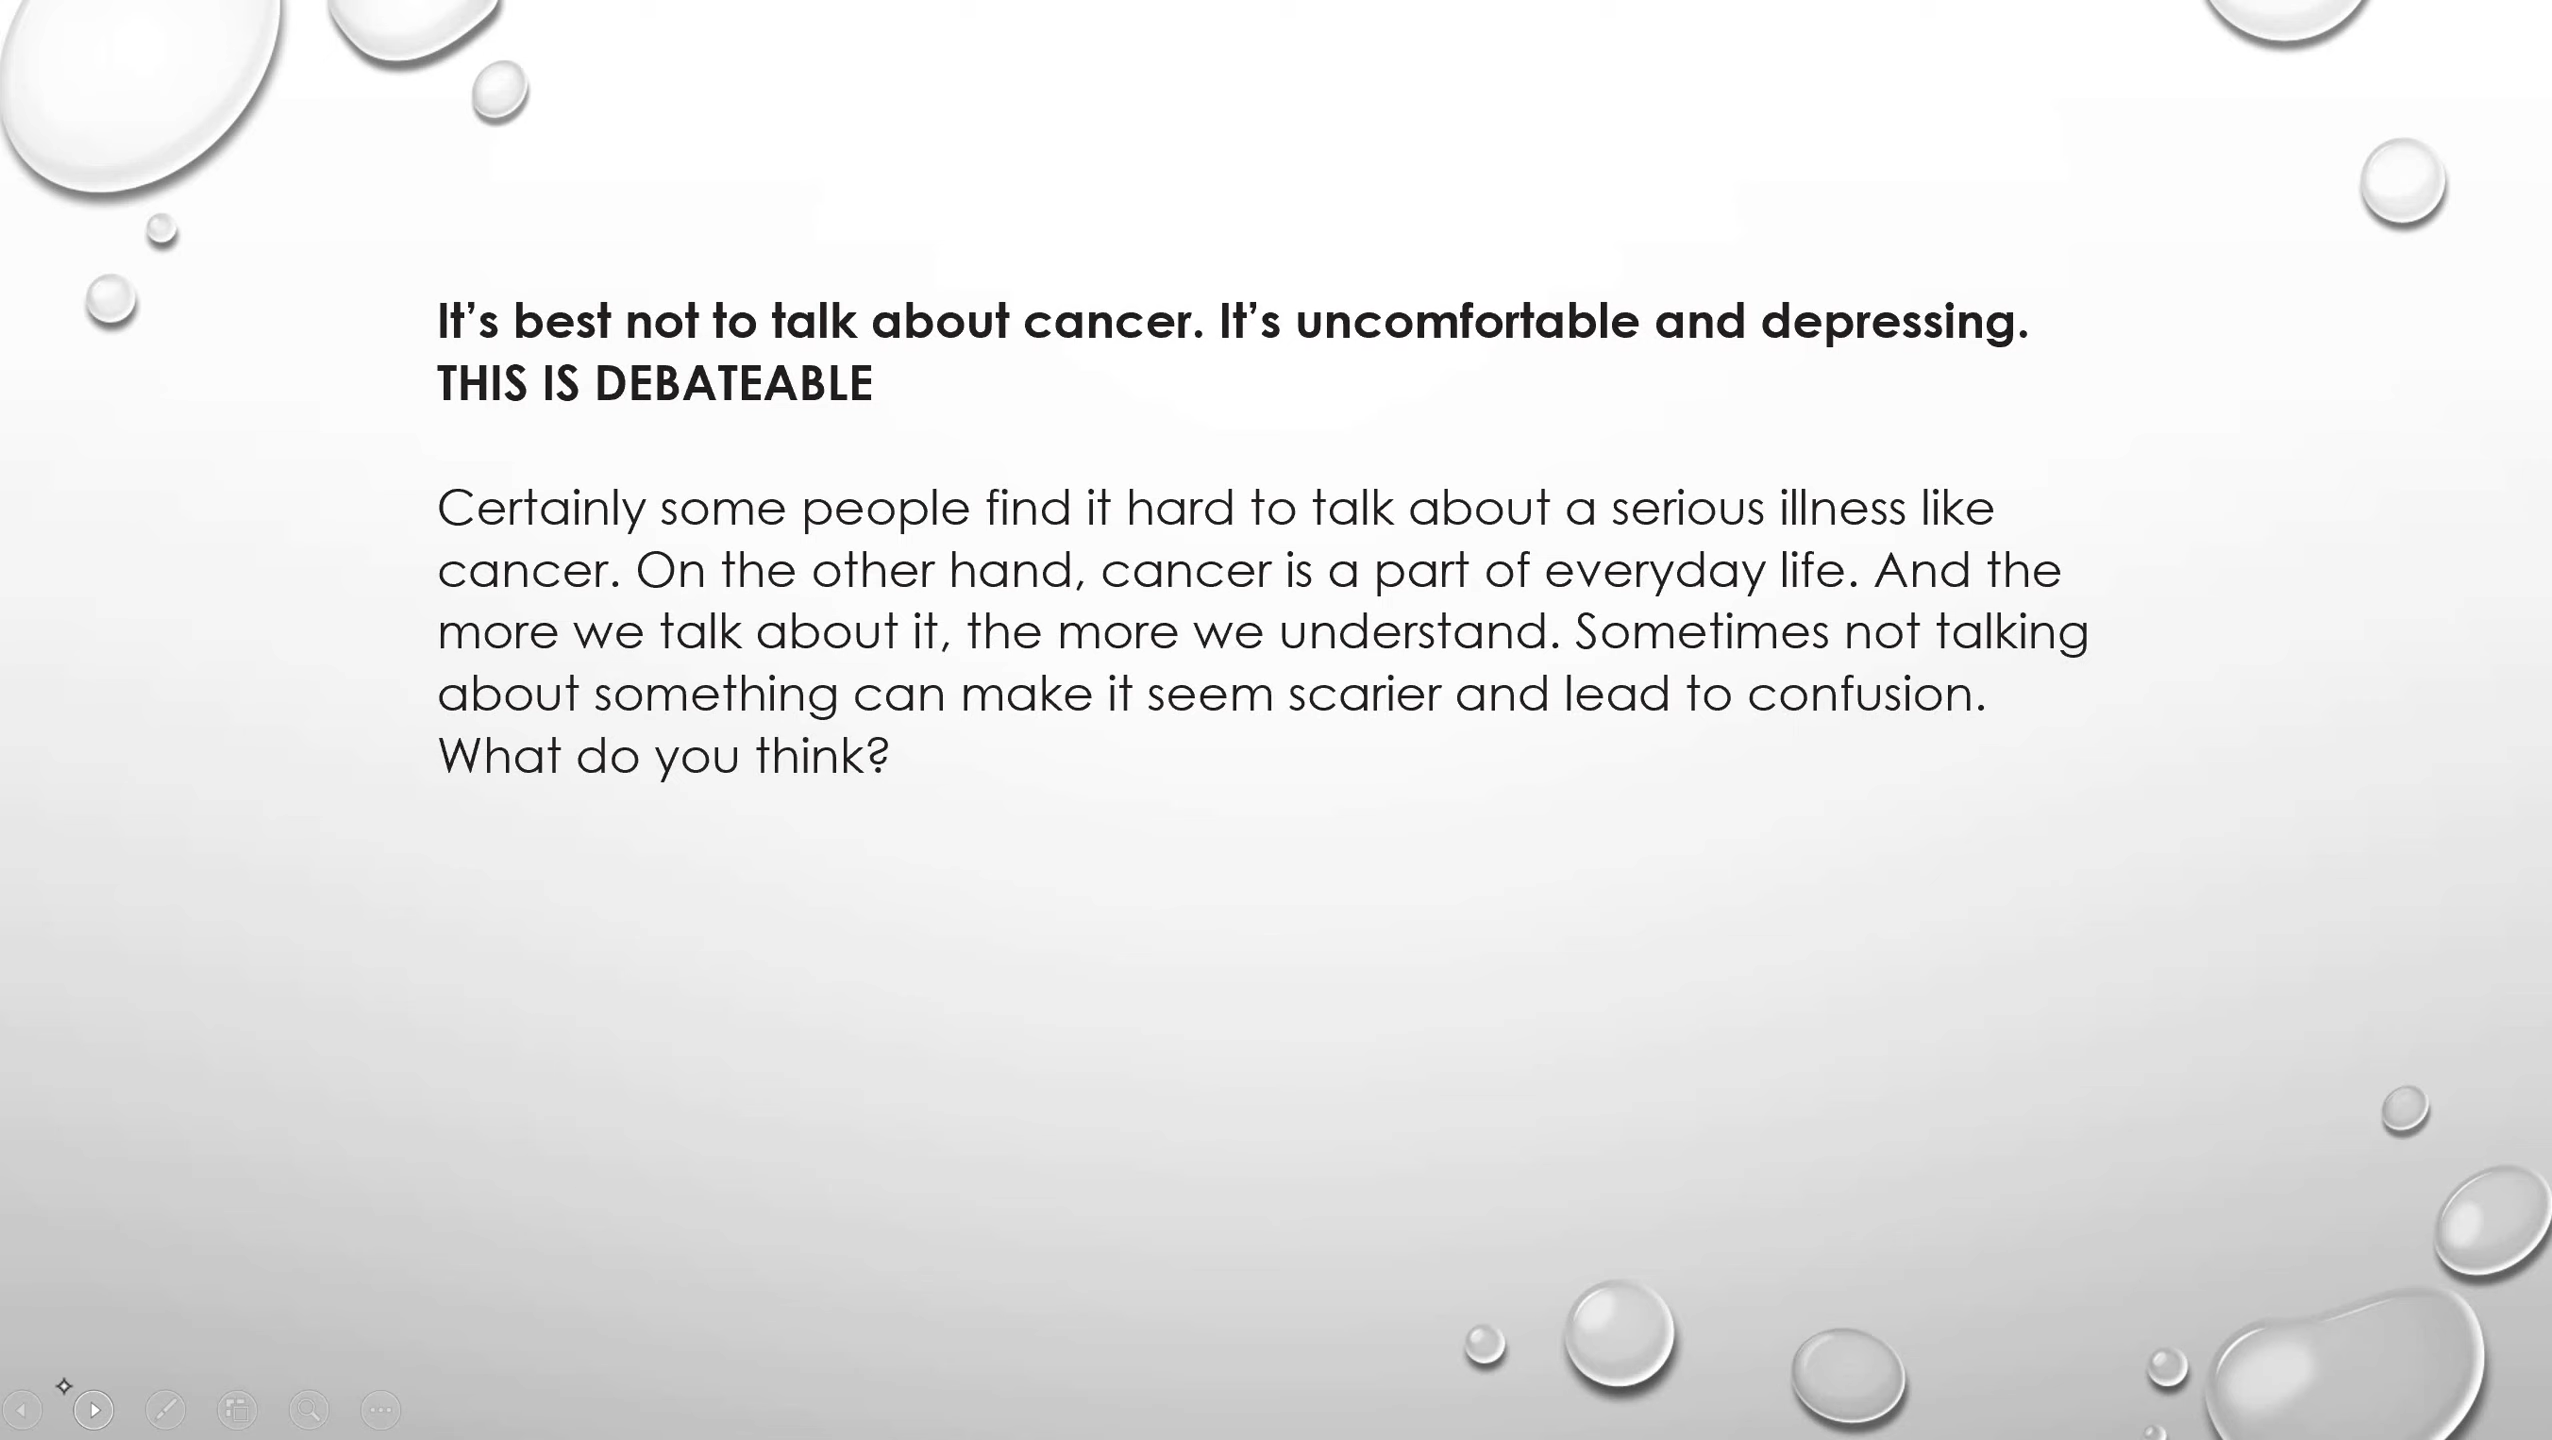 It’s best not to talk about cancer. It’s uncomfortable and depressing.
THIS IS DEBATEABLE
Certainly some people find it hard to talk about a serious illness like
cancer. On the other hand, cancer is a part of everyday life. And the
more we talk about it, the more we understand. Sometimes not talking
about something can make it seem scarier and lead to confusion.
What do you think?